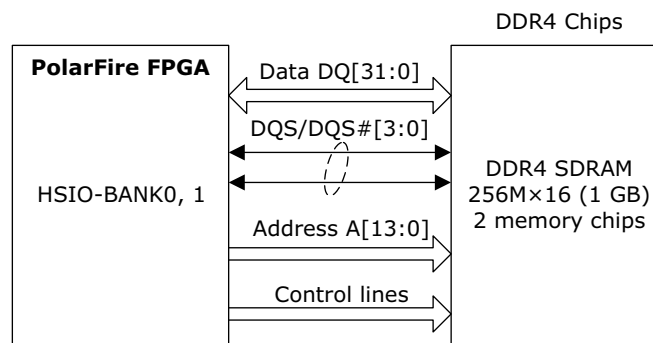 DDR4 Chips
PolarFire FPGA
Data DQ[31:0]
DQS/DQS#[3:0]
HSIO-BANK0, 1
DDR4 SDRAM
256M×16 (1 GB)
2 memory chips
Address A[13:0]
Control lines